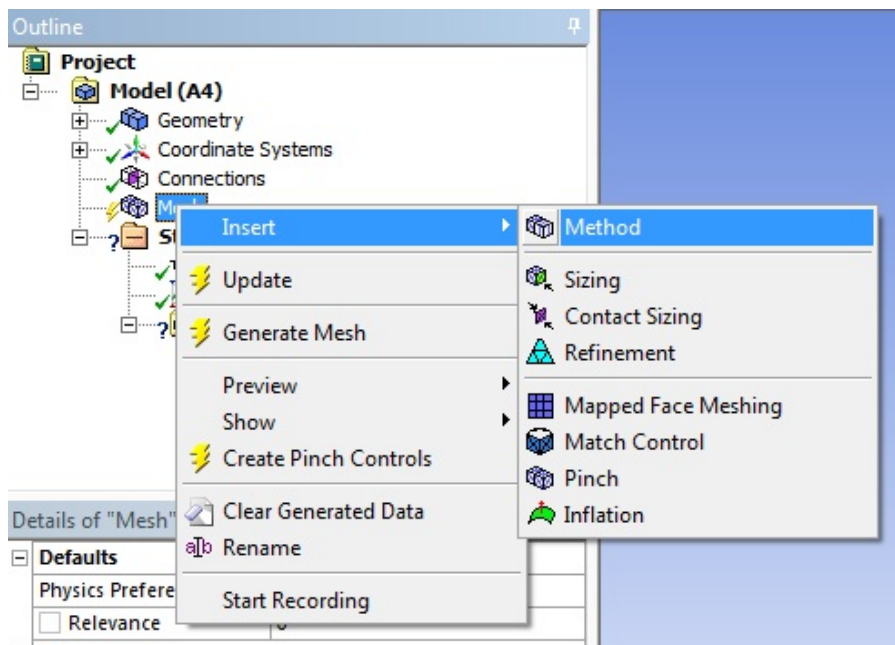 Outline
Project
Model (A4)
Geometry
Coordinate Systems
Connections
Insert
Method
Update
Sizing
Generate Mesh
Contact Sizing
Refinement
Preview
Mapped Face Meshing
Show
Match Control
Create Pinch Controls
Pinch
Clear Generated Data
Inflation
Rename
Start Recording
Details of "Mesh"
Defaults
Physics Prefere
Relevance